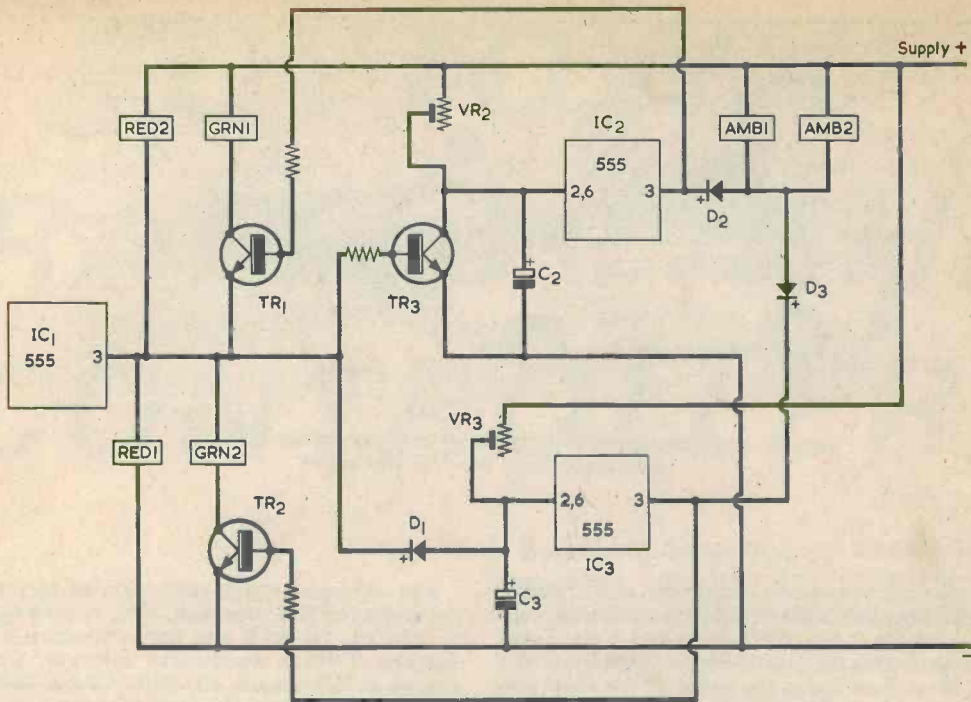 Supply +
RED2
GRN1
VR2
IC2
555
2,6
3
AMB1
AMB2
D2
TR1
TR3
C2
D3
IC1
555
3
VR3
RED1
GRN2
TR2
D1
2,6
3
555
IC3
C3
−